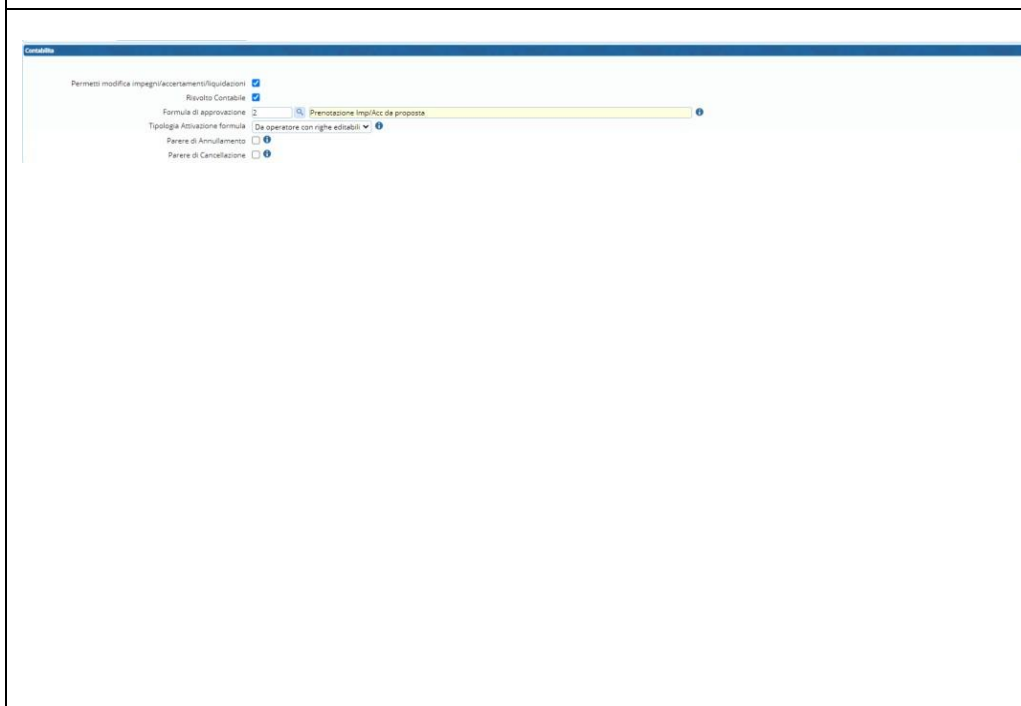 Contabilita
Permetti modifica impegni/accertamenti/liquidazioni
Risvolto Contabile
Formula di approvazione 2 Prenotazione Imp/Acc da proposta
Tipologia Attivazione formula Da operatore con righe editabili
Parere di Annullamento
Parere di Cancellazione